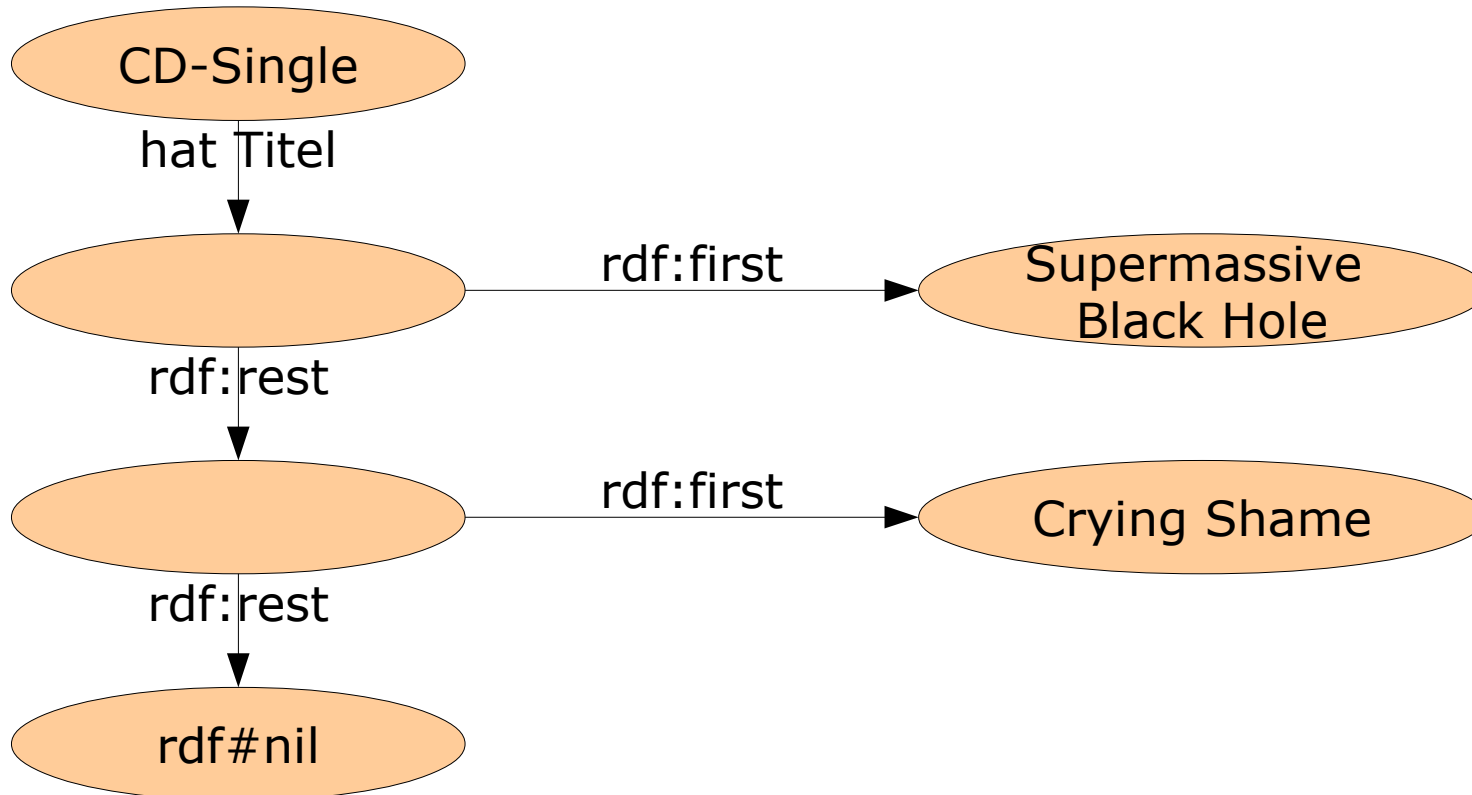 CD-Single
hat Titel
rdf:first
Supermassive
Black Hole
rdf:rest
rdf:first
Crying Shame
rdf:rest
rdf#nil